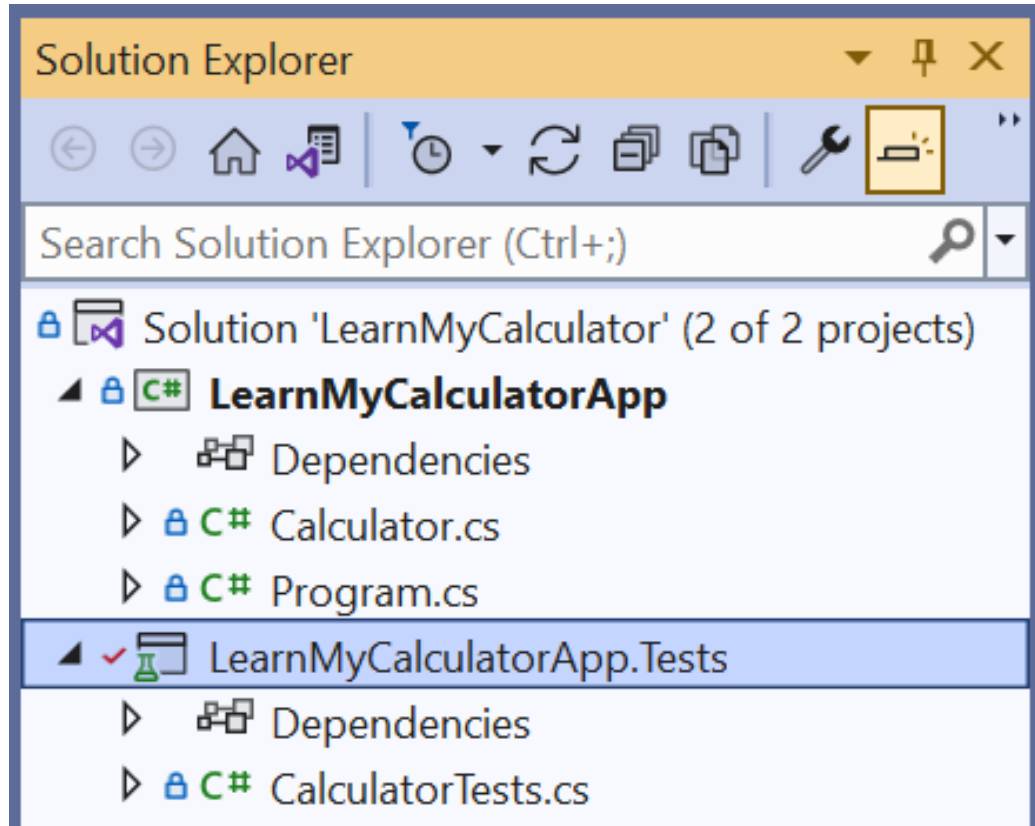 Solution Explorer
Search Solution Explorer (Ctrl+;)
Solution 'LearnMyCalculator' (2 of 2 projects)
C# LearnMyCalculatorApp
Dependencies
C# Calculator.cs
C# Program.cs
LearnMyCalculatorApp.Tests
Dependencies
C# CalculatorTests.cs